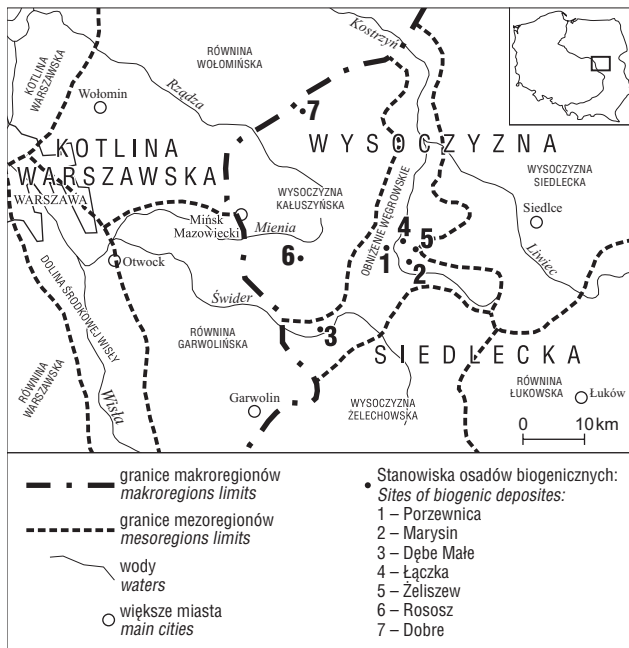 KOTLINA
WARSZAWSKA
RÓWNINA
WOŁOMIŃSKA
Kostrzyń
Wołomin
Rządza
7
KOTLINA
WARSZAWSKA
WARSZAWA
WYSOCZYZNA
WYSOCZYZNA
SIEDLECKA
WYSOCZYZNA
KAŁUSZYŃSKA
OBNIŻENIE WĘGROWSKIE
Siedlce
Mińsk
Mazowiecki
Mienia
Liwiec
4
5
1
2
6
Otwock
DOLINA ŚRODKOWEJ WISŁY
Świder
3
RÓWNINA
GARWOLIŃSKA
SIEDLECKA
RÓWNINA
WARSZAWSKA
Wisła
Garwolin
WYSOCZYZNA
ŻELECHOWSKA
RÓWNINA
ŁUKOWSKA
Łuków
0 10 km
granice makroregionów
makroregions limits
granice mezoregionów
mesoregions limits
wody
waters
większe miasta
main cities
Stanowiska osadów biogenicznych:
Sites of biogenic deposites:
1 – Porzewnica
2 – Marysin
3 – Dębe Małe
4 – Łączka
5 – Żeliszew
6 – Rososz
7 – Dobre